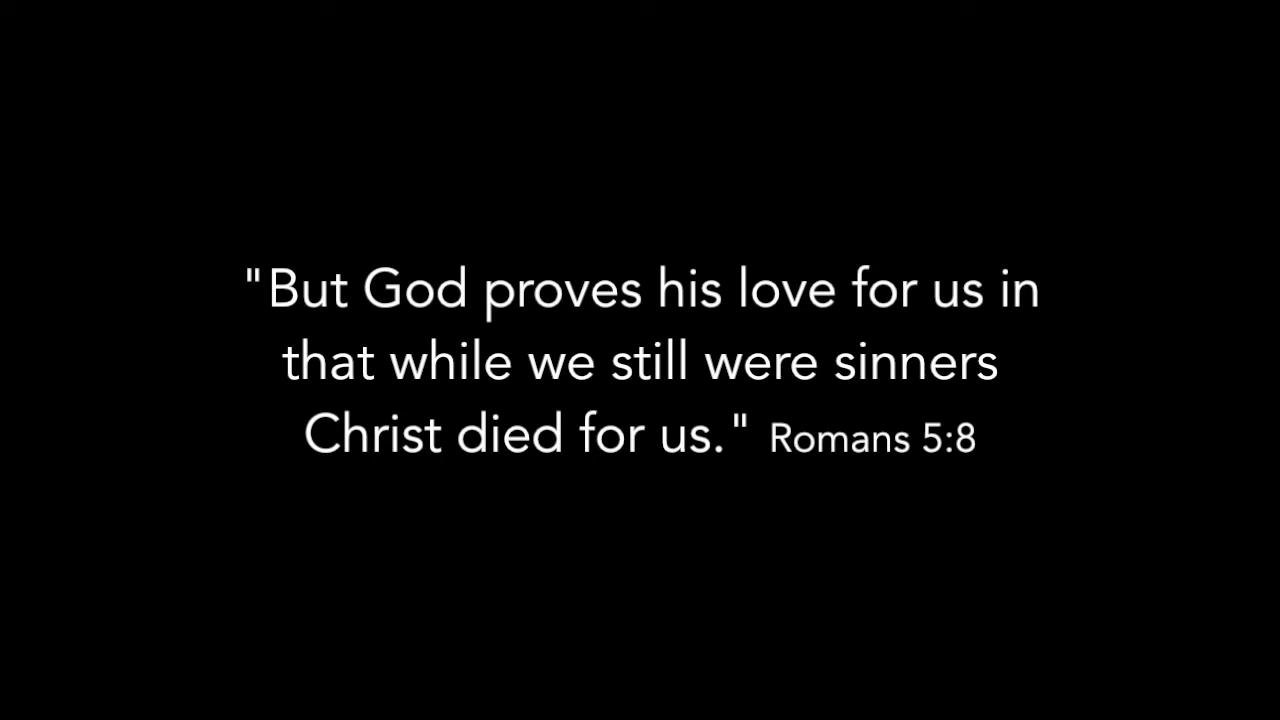 "But God proves his love for us in
that while we still were sinners
Christ died for us." Romans 5:8